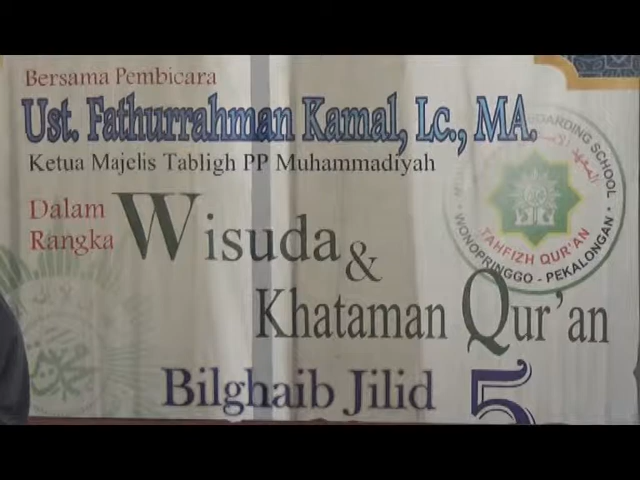 Bersama Pembicara
Ust. Fathurrahman Kamal, Lc., MA.
Ketua Majelis Tabligh PP Muhammadiyah
Dalam Rangka
Wisuda &
Khataman Qur'an
Bilghaib Jilid 5
BOARDING SCHOOL
TAHFIZH QUR'AN
WONOPRINGGO - PEKALONGAN